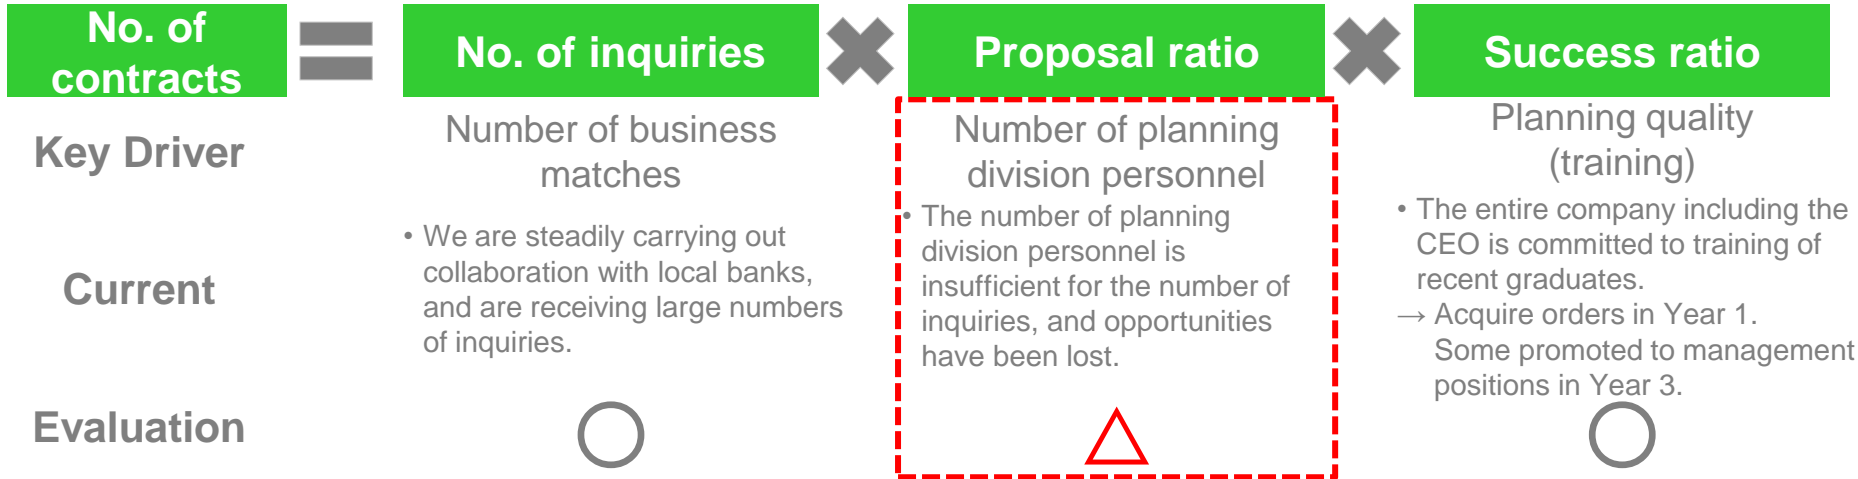 No. of
contracts
No. of inquiries
Proposal ratio
Success ratio
Key Driver
Number of business
matches
Number of planning
division personnel
Planning quality
(training)
Current
• We are steadily carrying out
collaboration with local banks,
and are receiving large numbers
of inquiries.
• The number of planning
division personnel is
insufficient for the number of
inquiries, and opportunities
have been lost.
• The entire company including the
CEO is committed to training of
recent graduates.
→ Acquire orders in Year 1.
Some promoted to management
positions in Year 3.
Evaluation